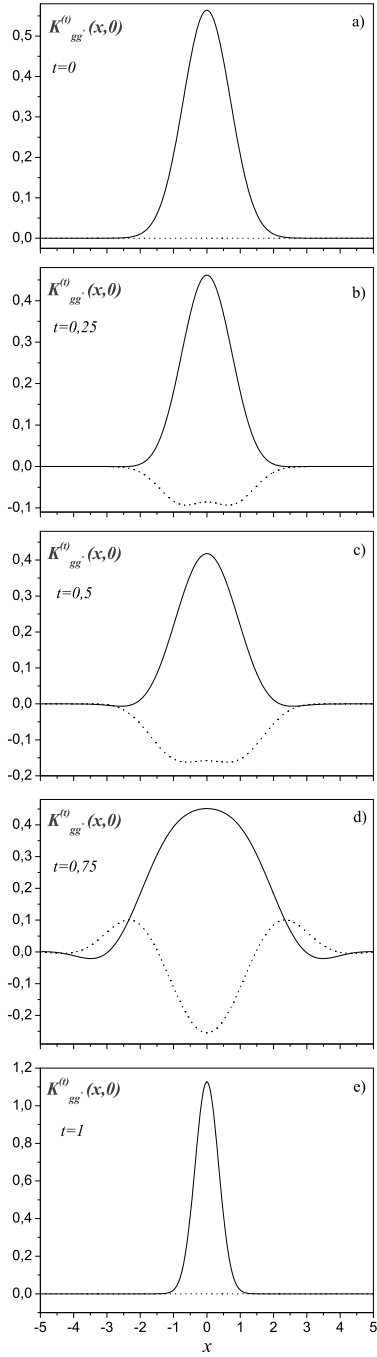 K^{(t)}_{gg^*}(x,0)
a)
t=0
0,5
0,4
0,3
0,2
0,1
0,0
K^{(t)}_{gg^*}(x,0)
b)
t=0,25
0,4
0,3
0,2
0,1
0,0
-0,1
K^{(t)}_{gg^*}(x,0)
c)
t=0,5
0,4
0,3
0,2
0,1
0,0
-0,1
-0,2
K^{(t)}_{gg^*}(x,0)
d)
t=0,75
0,4
0,3
0,2
0,1
0,0
-0,1
-0,2
1,2
K^{(t)}_{gg^*}(x,0)
e)
t=1
1,0
0,8
0,6
0,4
0,2
0,0
-5 -4 -3 -2 -1 0 1 2 3 4 5
x